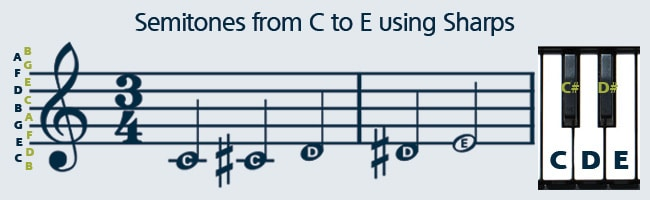 Semitones from C to E using Sharps
B
A
G
F
E
D
C
B
A
G
F
E
D
C
B
3
4
C # C D # D E
C# D#
C D E